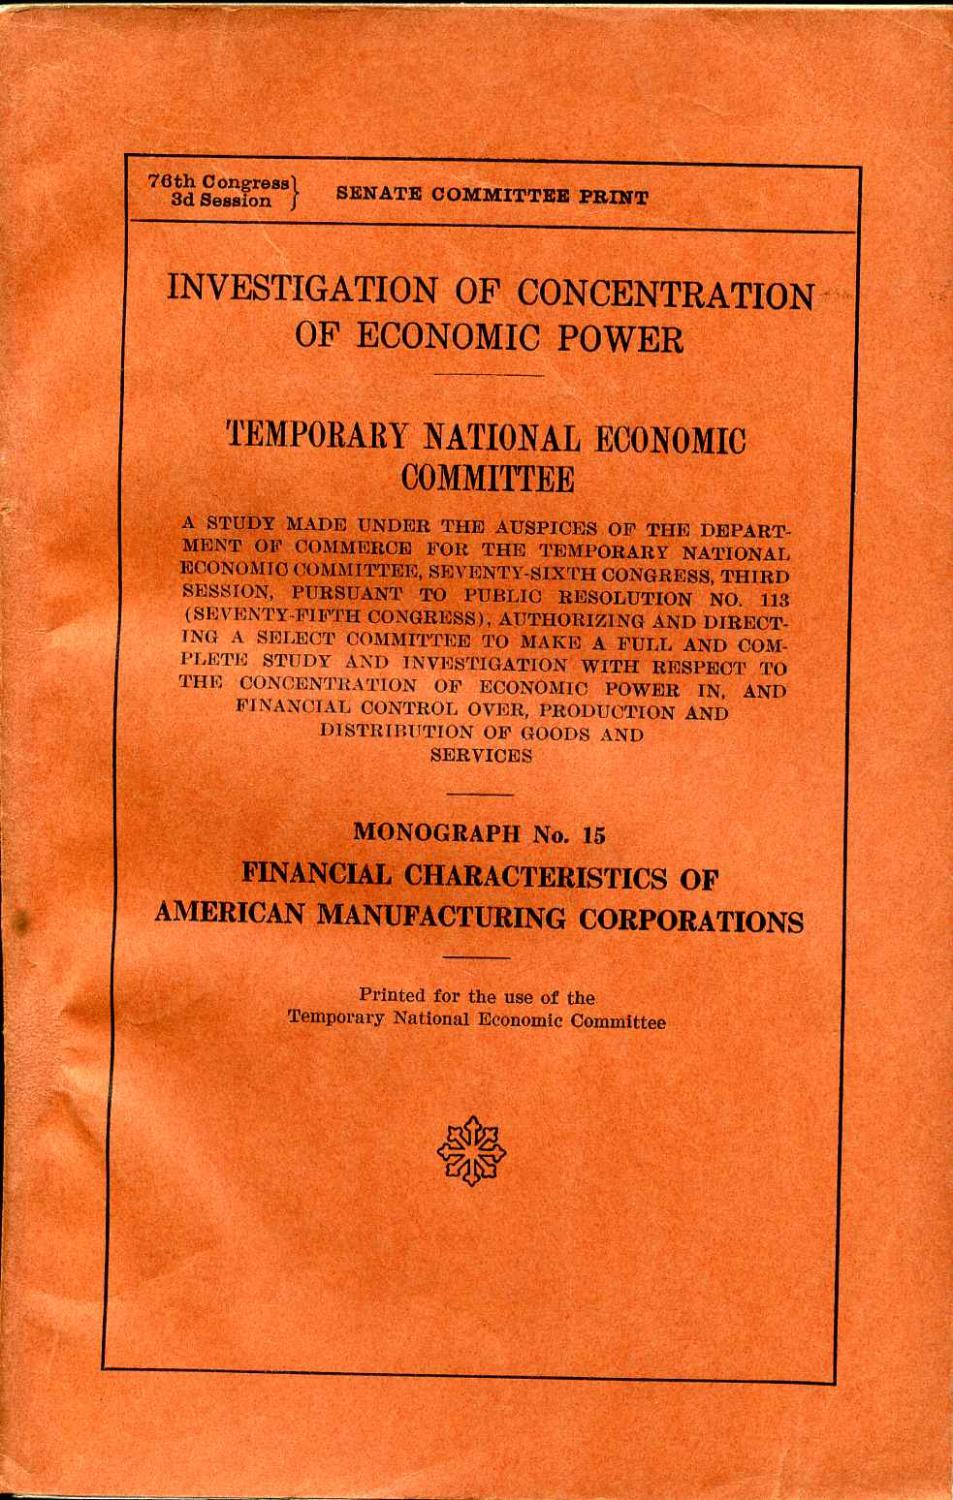 76th Congress
3d Session
SENATE COMMITTEE PRINT
INVESTIGATION OF CONCENTRATION
OF ECONOMIC POWER
TEMPORARY NATIONAL ECONOMIC
COMMITTEE
A STUDY MADE UNDER THE AUSPICES OF THE DEPART-
MENT OF COMMERCE FOR THE TEMPORARY NATIONAL
ECONOMIC COMMITTEE, SEVENTY-SIXTH CONGRESS, THIRD
SESSION, PURSUANT TO PUBLIC RESOLUTION NO. 113
(SEVENTY-FIFTH CONGRESS), AUTHORIZING AND DIRECT-
ING A SELECT COMMITTEE TO MAKE A FULL AND COM-
PLETE STUDY AND INVESTIGATION WITH RESPECT TO
THE CONCENTRATION OF ECONOMIC POWER IN, AND
FINANCIAL CONTROL OVER, PRODUCTION AND
DISTRIBUTION OF GOODS AND
SERVICES
MONOGRAPH No. 15
FINANCIAL CHARACTERISTICS OF
AMERICAN MANUFACTURING CORPORATIONS
Printed for the use of the
Temporary National Economic Committee